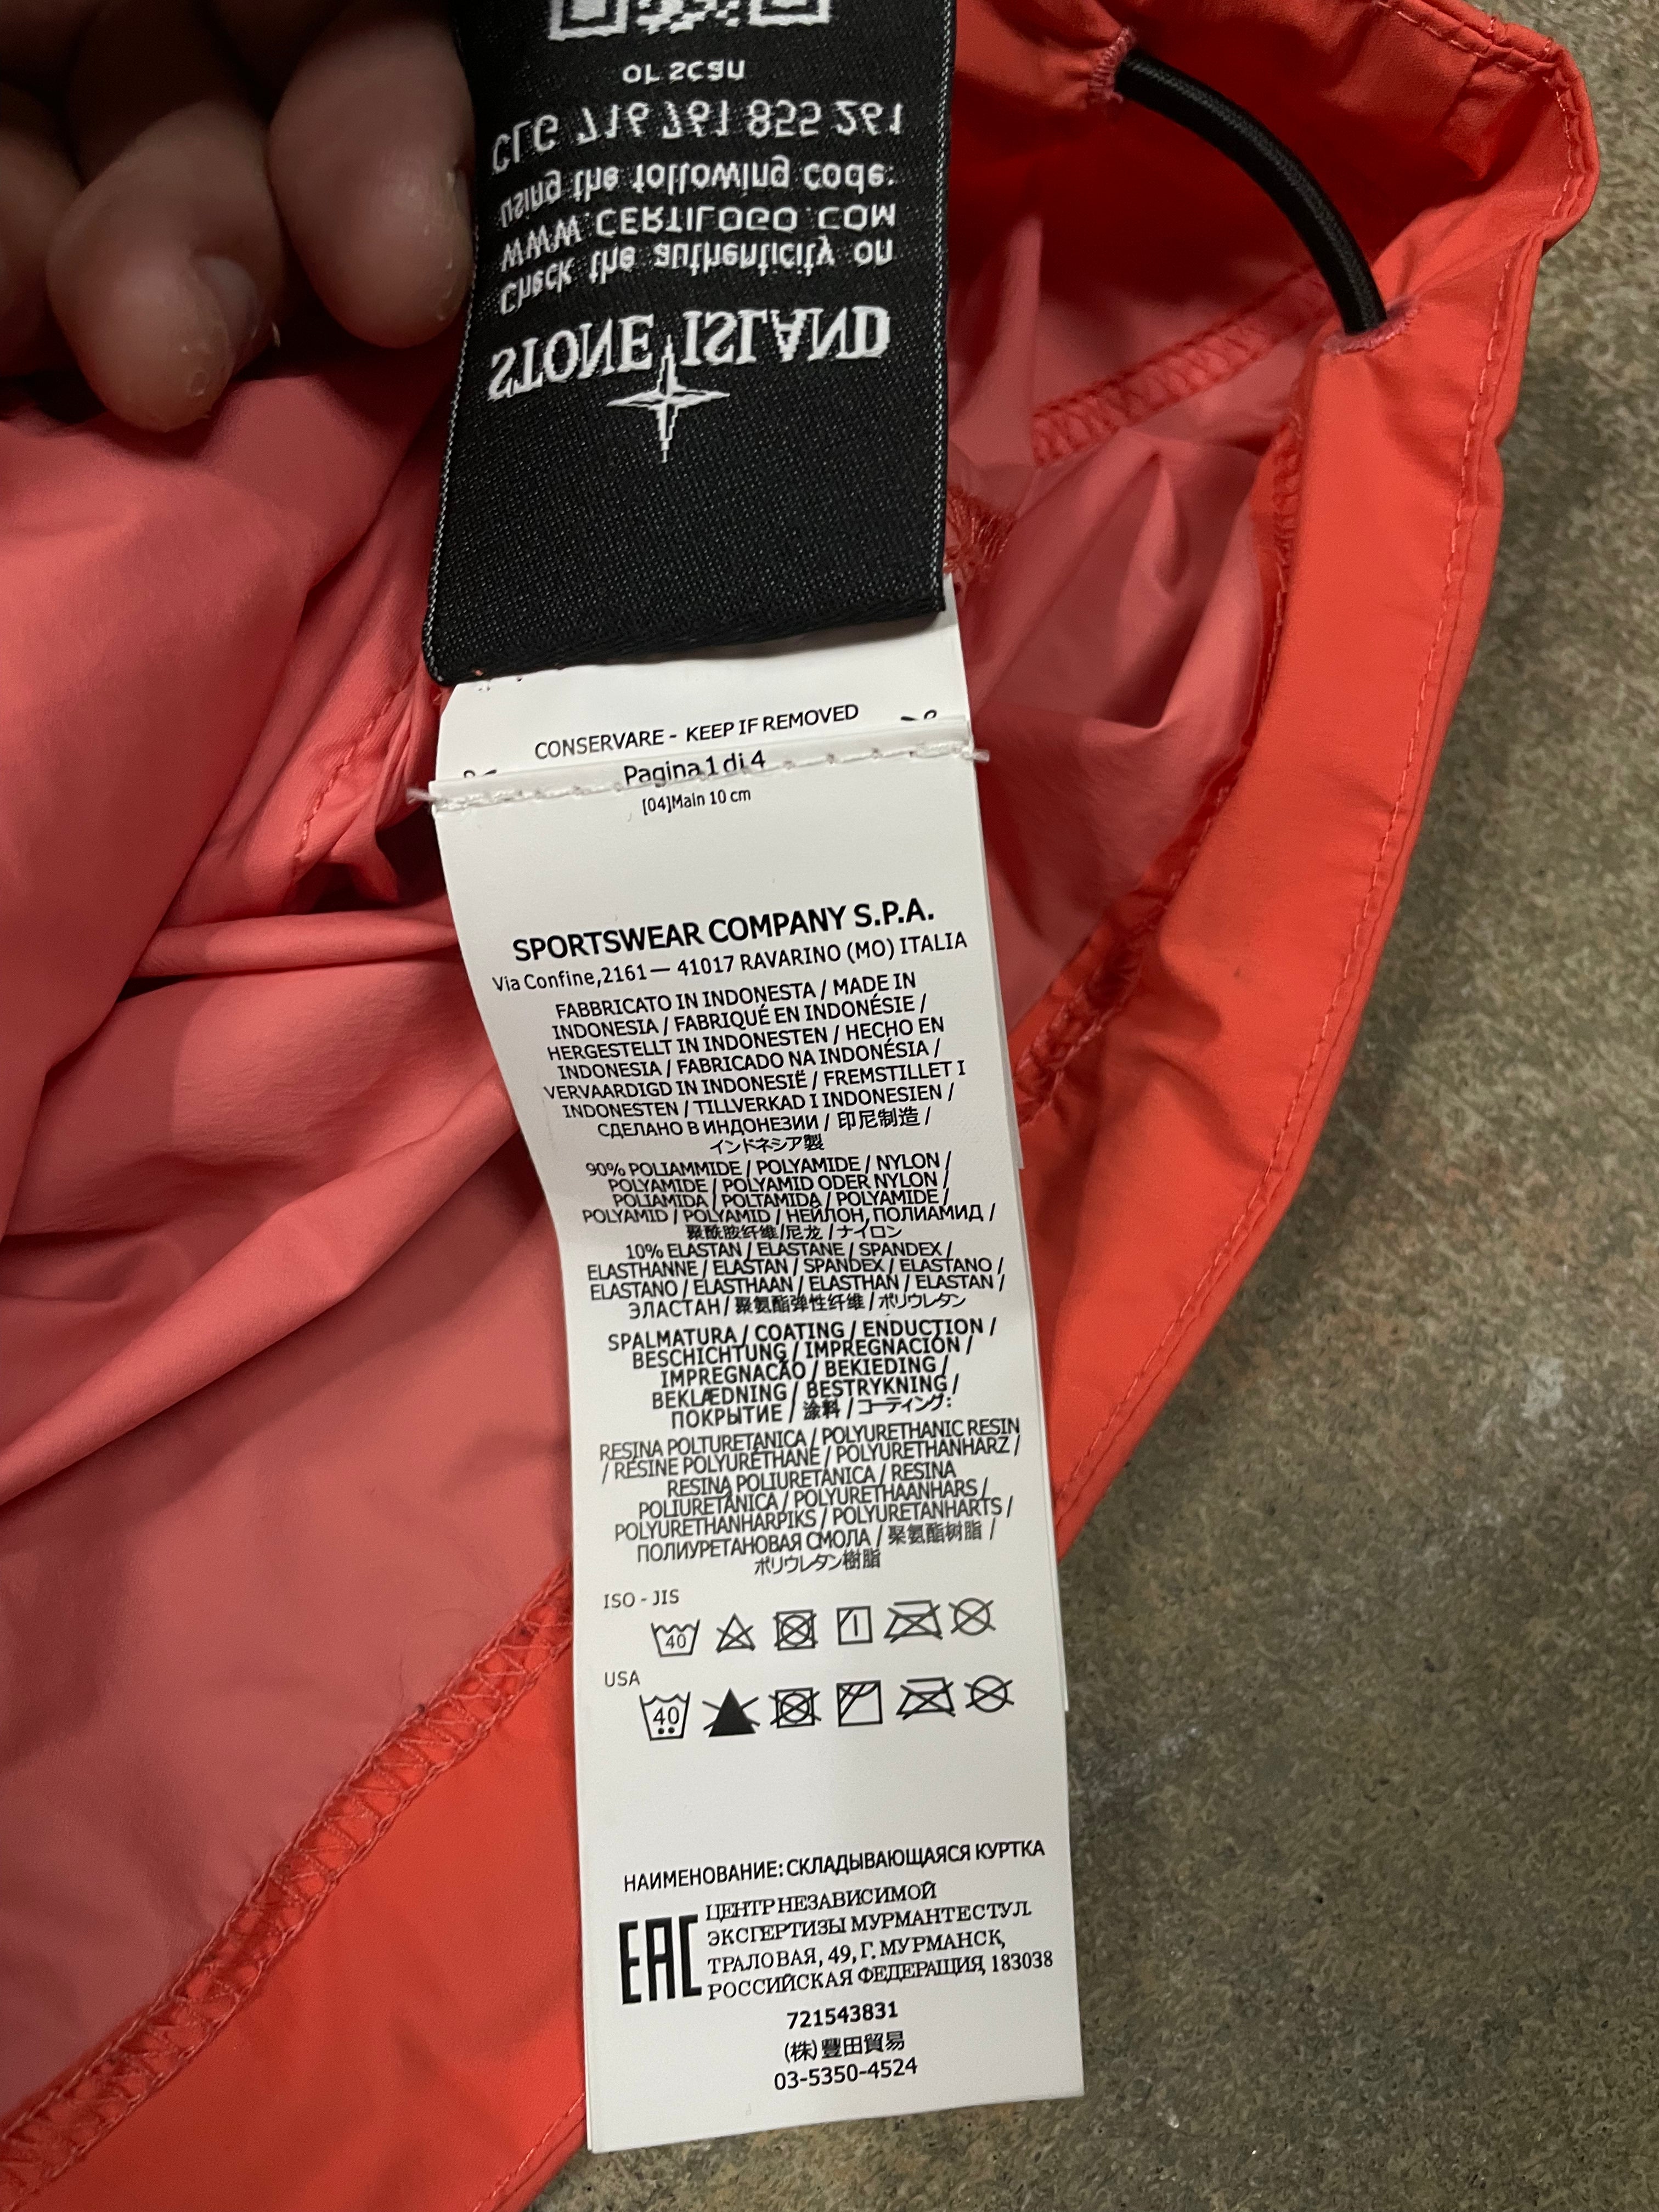 STONE ISLAND
Check the authenticity on
WWW.CERTILOGO.COM
using the following code:
CLG 716 761 855 261
or scan
CONSERVARE - KEEP IF REMOVED
Pagina 1 di 4
[04]Main 10 cm
SPORTSWEAR COMPANY S.P.A.
Via Confine,2161— 41017 RAVARINO (MO) ITALIA
FABBRICATO IN INDONESTA / MADE IN
INDONESIA / FABRIQUÉ EN INDONÉSIE /
HERGESTELLT IN INDONESTEN / HECHO EN
INDONESIA / FABRICADO NA INDONÉSIA /
VERVAARDIGD IN INDONESIË / FREMSTILLET I
INDONESTEN / TILLVERKAD I INDONESIEN /
СДЕЛАНО В ИНДОНЕЗИИ / 印尼制造 /
インドネシア製
90% POLIAMMIDE / POLYAMIDE / NYLON /
POLYAMIDE / POLYAMID ODER NYLON /
POLIAMIDA / POLTAMIDA / POLYAMIDE /
POLYAMID / POLYAMID / НЕЙЛОН, ПОЛИАМИД /
聚酰胺纤维/尼龙 / ナイロン
10% ELASTAN / ELASTANE / SPANDEX /
ELASTHANNE / ELASTAN / SPANDEX / ELASTANO /
ELASTANO / ELASTHAAN / ELASTHAN / ELASTAN /
ЭЛАСТАН / 聚氨酯弹性纤维 / ポリウレタン
SPALMATURA / COATING / ENDUCTION /
BESCHICHTUNG / IMPREGNACIÓN /
IMPREGNAÇÃO / BEKIEDING /
BEKLÆDNING / BESTRYKNING /
ПОКРЫТИЕ / 涂料 / コーティング:
RESINA POLTURETANICA / POLYURETHANIC RESIN
/ RÉSINE POLYURÉTHANE / POLYURETHANHARZ /
RESINA POLIURETÁNICA / RESINA
POLIURETÂNICA / POLYURETHAANHARS /
POLYURETHANHARPIKS / POLYURETANHARTS /
ПОЛИУРЕТАНОВАЯ СМОЛА / 聚氨酯树脂 /
ポリウレタン樹脂
ISO - JIS
40
USA
40
НАИМЕНОВАНИЕ: СКЛАДЫВАЮЩАЯСЯ КУРТКА
EAC
ЦЕНТР НЕЗАВИСИМОЙ
ЭКСГЕРТИЗЫ МУРМАНТЕСТУЛ.
ТРАЛОВАЯ, 49, Г. МУРМАНСК,
РОССИЙСКАЯ ФЕДЕРАЦИЯ, 183038
721543831
(株)豐田貿易
03-5350-4524